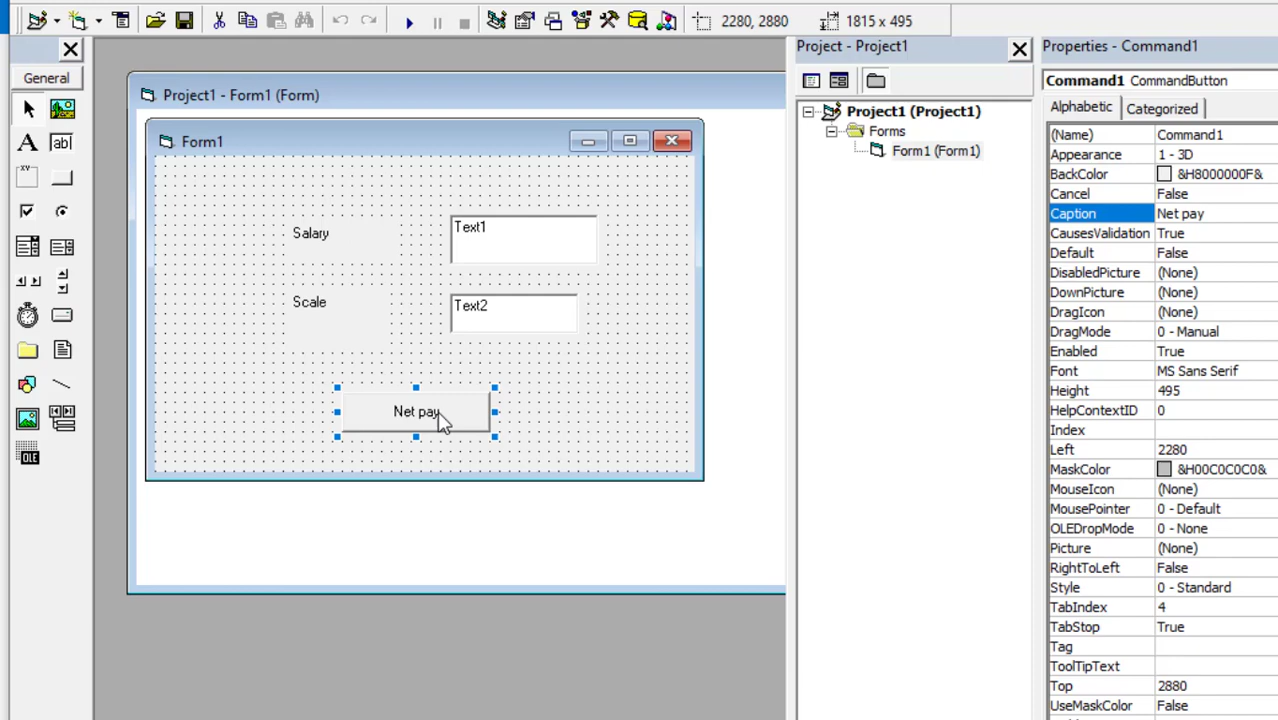 2280, 2880
1815 x 495
General
A
ab|
XY
OLE
Project1 - Form1 (Form)
Form1
Salary
Text1
Scale
Text2
Net pay
Project - Project1
Project1 (Project1)
Forms
Form1 (Form1)
Properties - Command1
Command1 CommandButton
Alphabetic
Categorized
(Name) Command1
Appearance 1 - 3D
BackColor &H8000000F&
Cancel False
Caption Net pay
CausesValidation True
Default False
DisabledPicture (None)
DownPicture (None)
DragIcon (None)
DragMode 0 - Manual
Enabled True
Font MS Sans Serif
Height 495
HelpContextID 0
Index
Left 2280
MaskColor &H00C0C0C0&
MouseIcon (None)
MousePointer 0 - Default
OLEDropMode 0 - None
Picture (None)
RightToLeft False
Style 0 - Standard
TabIndex 4
TabStop True
Tag
ToolTipText
Top 2880
UseMaskColor False